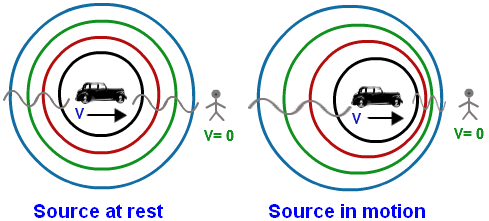 V
V= 0
Source at rest
V
V= 0
Source in motion